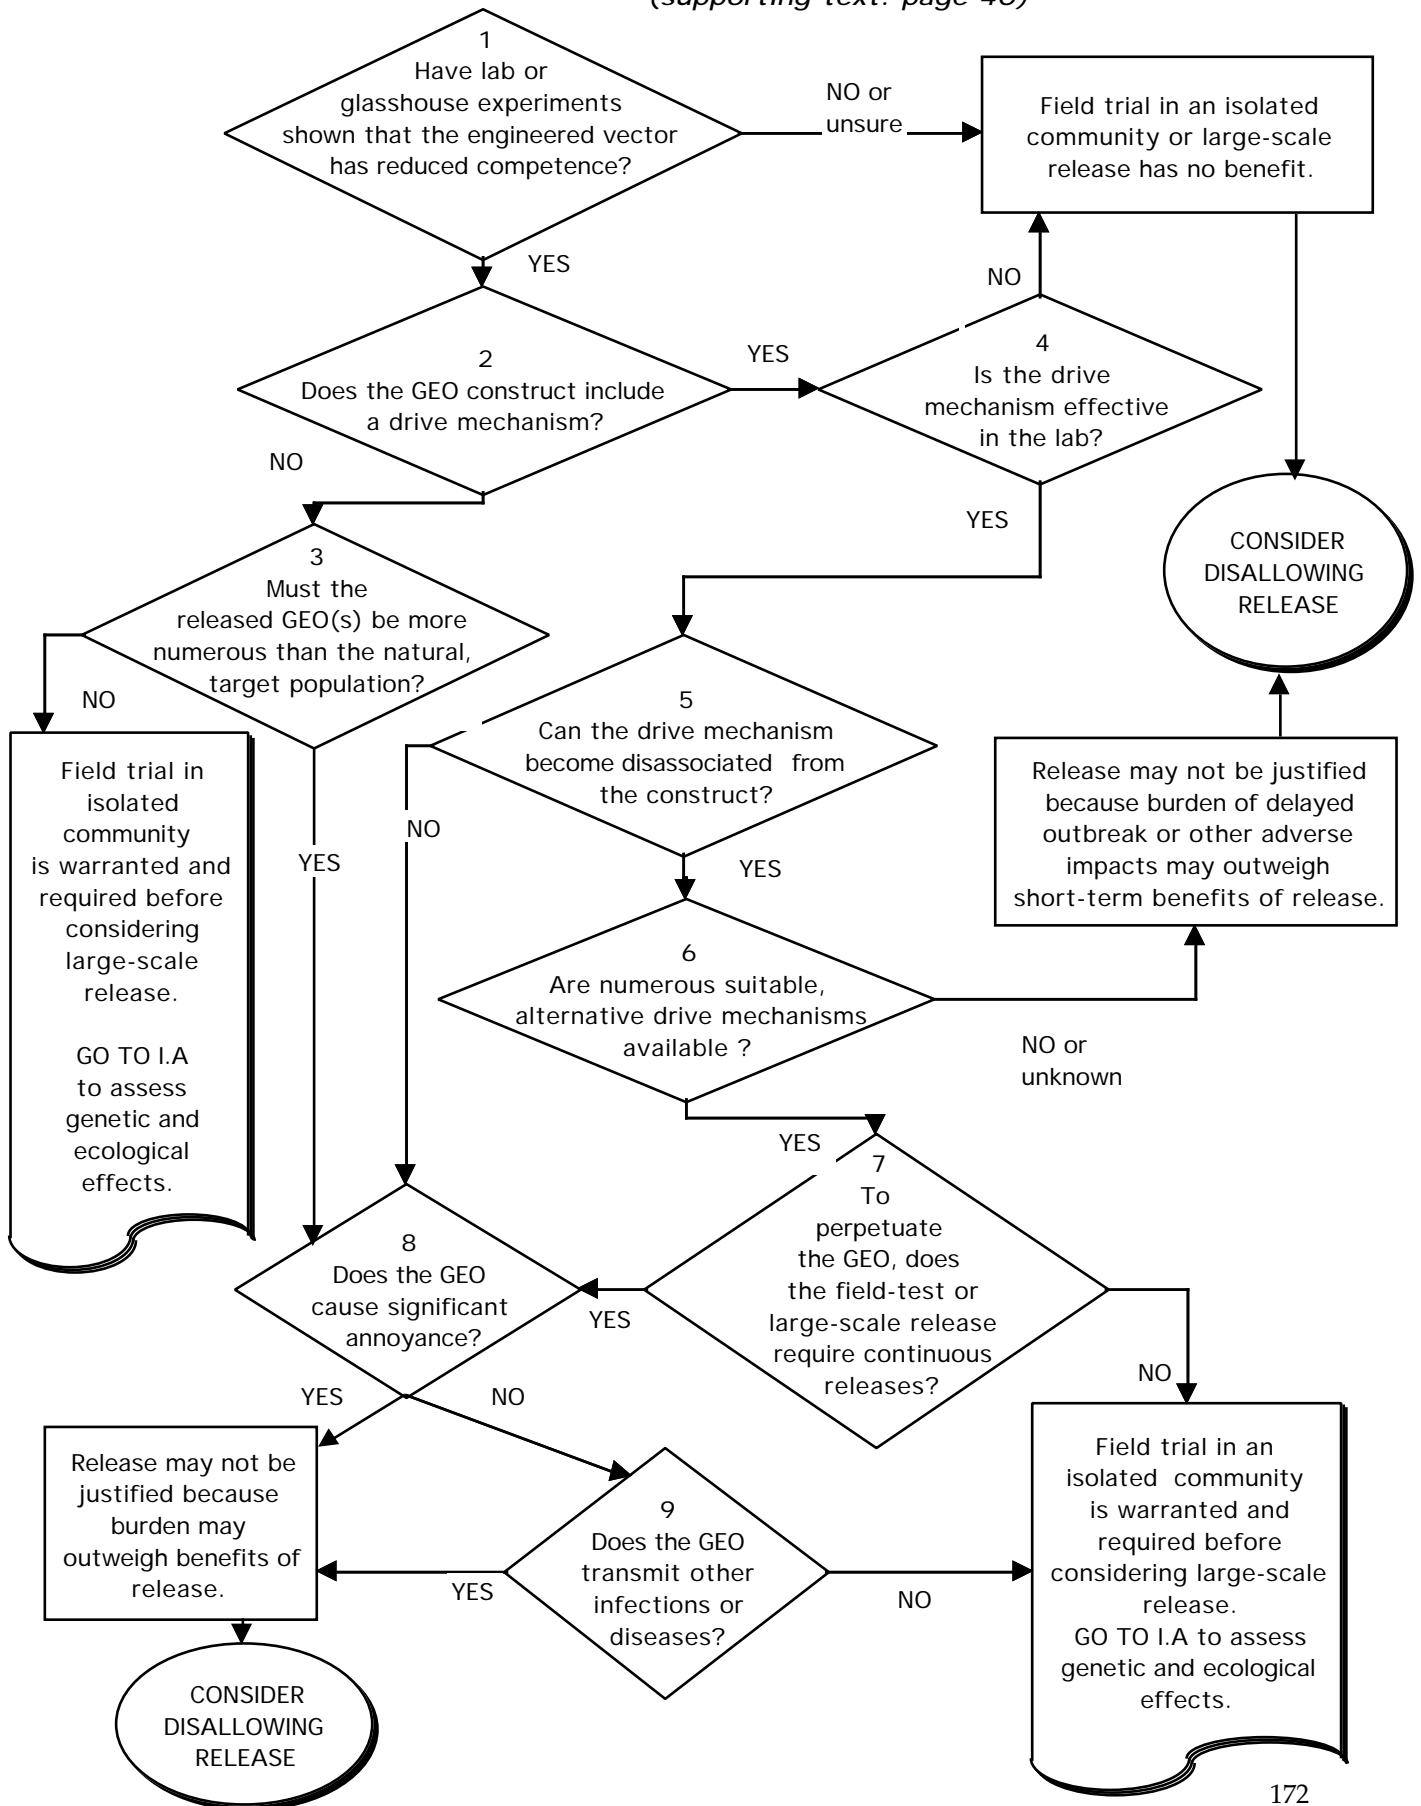 (supporting text: page 48)
1
Have lab or
glasshouse experiments
shown that the engineered vector
has reduced competence?
NO or
unsure
Field trial in an isolated
community or large-scale
release has no benefit.
YES
NO
2
Does the GEO construct include
a drive mechanism?
YES
4
Is the drive
mechanism effective
in the lab?
NO
YES
CONSIDER
DISALLOWING
RELEASE
3
Must the
released GEO(s) be more
numerous than the natural,
target population?
NO
5
Can the drive mechanism
become disassociated from
the construct?
Release may not be justified
because burden of delayed
outbreak or other adverse
impacts may outweigh
short-term benefits of release.
Field trial in
isolated
community
is warranted and
required before
considering
large-scale
release.
GO TO I.A
to assess
genetic and
ecological
effects.
YES
NO
YES
6
Are numerous suitable,
alternative drive mechanisms
available ?
NO or
unknown
YES
7
To
perpetuate
the GEO, does
the field-test or
large-scale release
require continuous
releases?
8
Does the GEO
cause significant
annoyance?
YES
NO
YES
NO
Release may not be
justified because
burden may
outweigh benefits of
release.
9
Does the GEO
transmit other
infections or
diseases?
YES
NO
Field trial in an
isolated community
is warranted and
required before
considering large-scale
release.
GO TO I.A to assess
genetic and ecological
effects.
CONSIDER
DISALLOWING
RELEASE
172